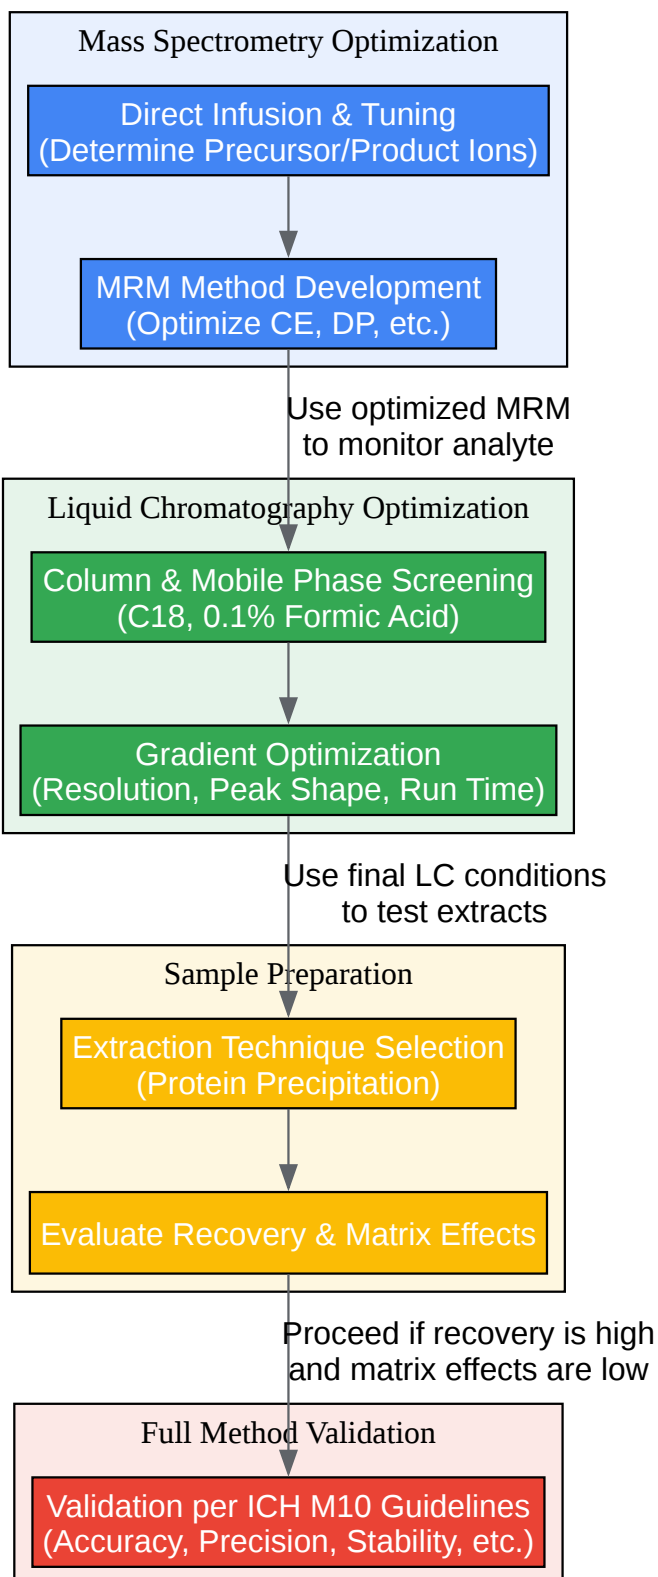 Mass Spectrometry Optimization
Direct Infusion & Tuning
(Determine Precursor/Product Ions)
MRM Method Development
(Optimize CE, DP, etc.)
Use optimized MRM
to monitor analyte
Liquid Chromatography Optimization
Column & Mobile Phase Screening
(C18, 0.1% Formic Acid)
Gradient Optimization
(Resolution, Peak Shape, Run Time)
Use final LC conditions
to test extracts
Sample Preparation
Extraction Technique Selection
(Protein Precipitation)
Evaluate Recovery & Matrix Effects
Proceed if recovery is high
and matrix effects are low
Full Method Validation
Validation per ICH M10 Guidelines
(Accuracy, Precision, Stability, etc.)